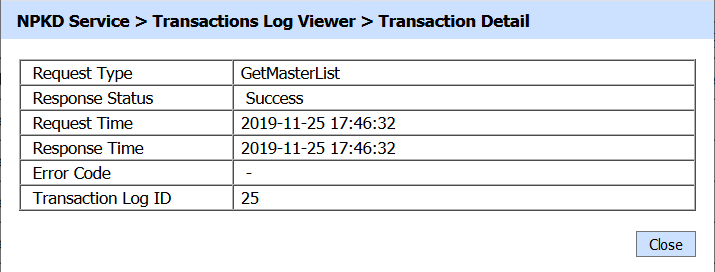 NPKD Service > Transactions Log Viewer > Transaction Detail
Request Type GetMasterList
Response Status Success
Request Time 2019-11-25 17:46:32
Response Time 2019-11-25 17:46:32
Error Code -
Transaction Log ID 25
Close